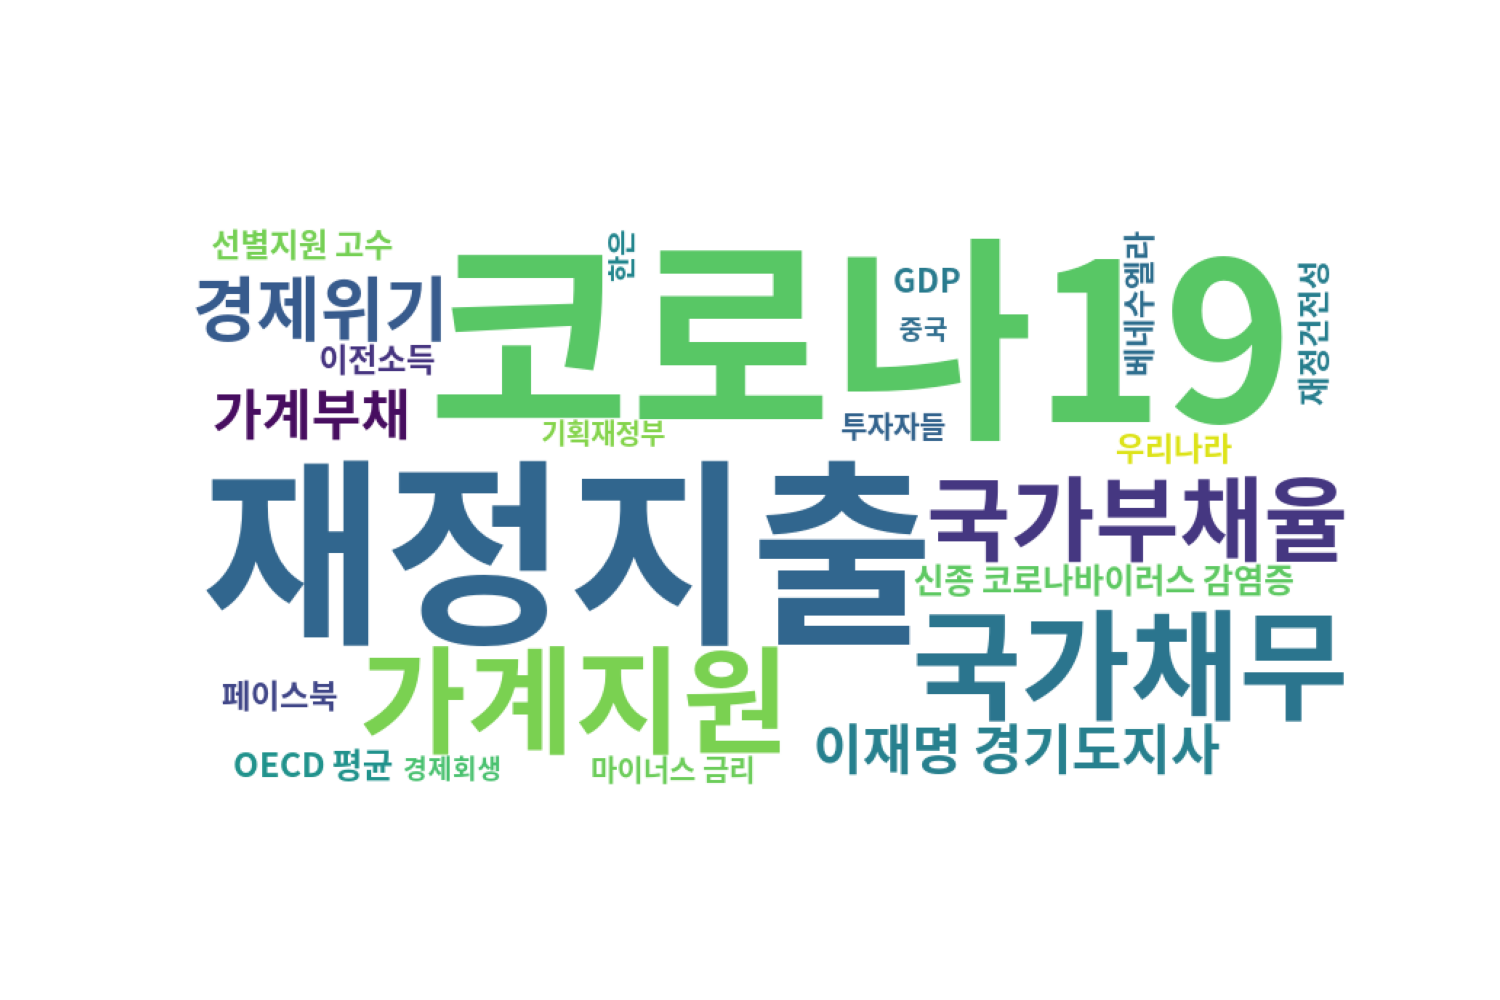 선별지원 고수
한은
코로나19
GDP
중국
베네수엘라
재정건전성
경제위기
이전소득
가계부채
기획재정부
투자자들
우리나라
재정지출
국가부채율
신종 코로나바이러스 감염증
국가채무
가계지원
페이스북
이재명 경기도지사
OECD 평균
경제회생
마이너스 금리